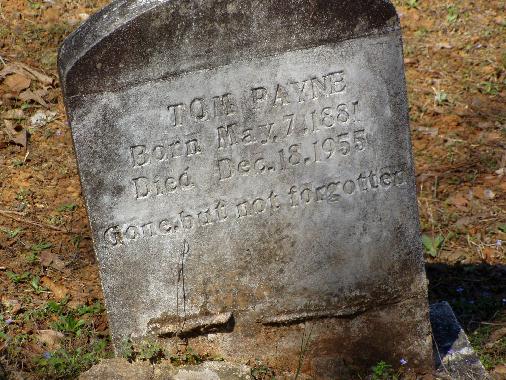 TOM PAYNE
Born May, 7, 1881
Died Dec. 18, 1955
Gone, but not forgotten